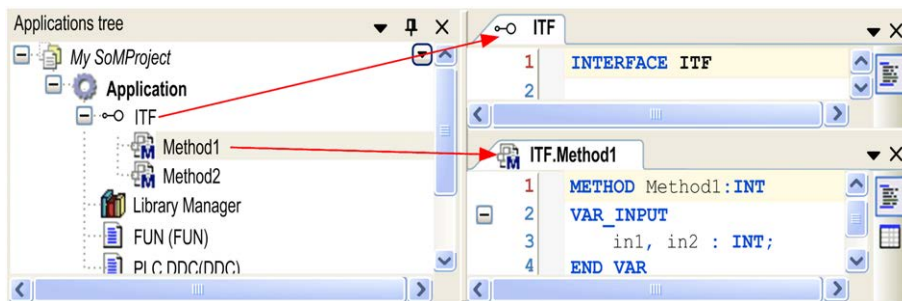 Applications tree
My SoMProject
Application
ITF
Method1
Method2
Library Manager
FUN (FUN)
PLC DDC(DDC)
ITF
1 INTERFACE ITF
2
ITF.Method1
1 METHOD Method1:INT
2 VAR_INPUT
3 in1, in2 : INT;
4 END VAR